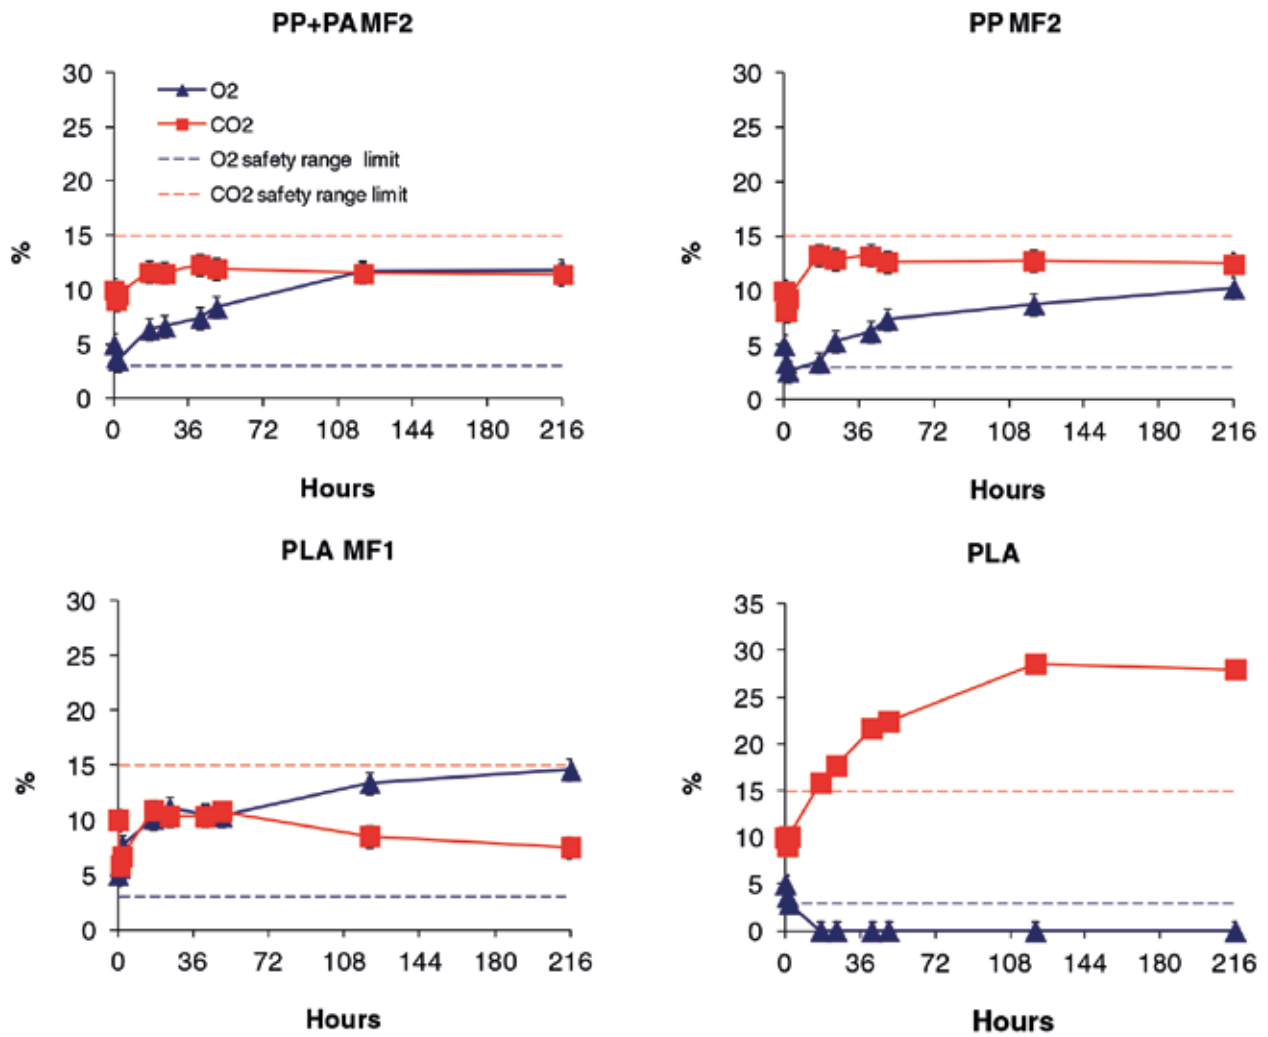 PP+PA MF2
30
25
20
15
10
5
0
%
O2
CO2
O2 safety range limit
CO2 safety range limit
0 36 72 108 144 180 216
Hours
PP MF2
30
25
20
15
10
5
0
%
0 36 72 108 144 180 216
Hours
PLA MF1
30
25
20
15
10
5
0
%
0 36 72 108 144 180 216
Hours
PLA
35
30
25
20
15
10
5
0
%
0 36 72 108 144 180 216
Hours